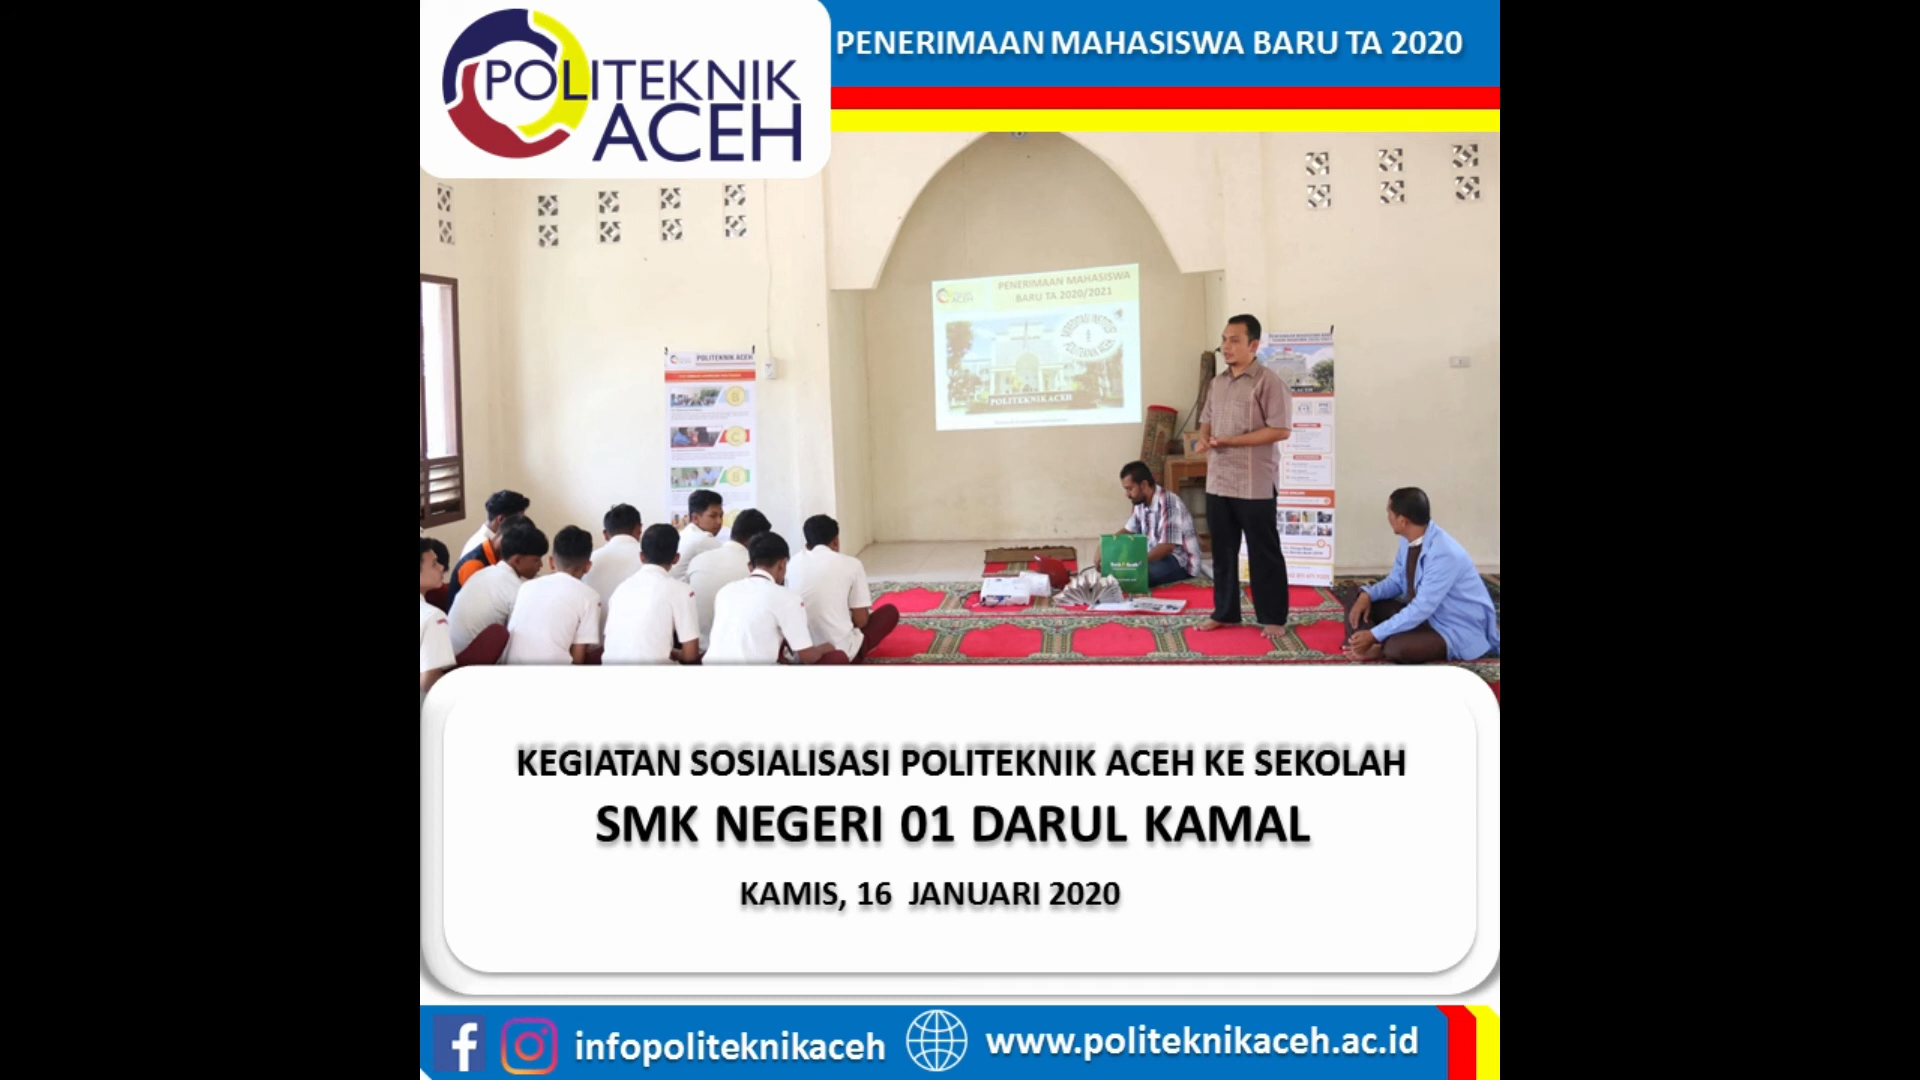 POLITEKNIK
ACEH
PENERIMAAN MAHASISWA BARU TA 2020
PENERIMAAN MAHASISWA
BARU TA 2020/2021
ACEH
POLITEKNIK ACEH
POLITEKNIK ACEH
KEGIATAN SOSIALISASI POLITEKNIK ACEH KE SEKOLAH
SMK NEGERI 01 DARUL KAMAL
KAMIS, 16 JANUARI 2020
infopoliteknikaceh
www.politeknikaceh.ac.id